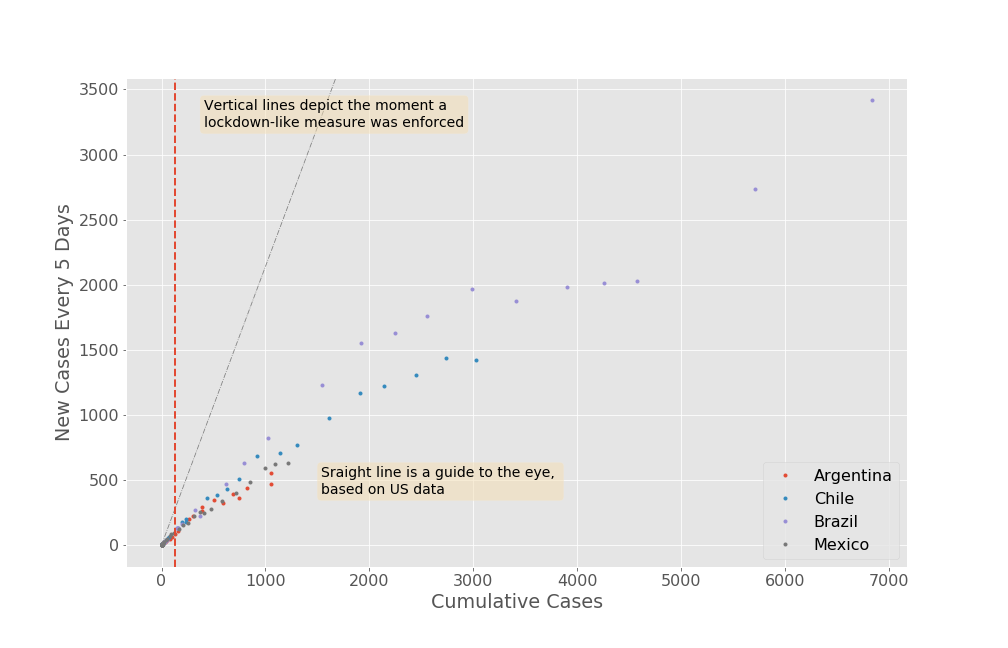 3500
3000
2500
2000
1500
1000
500
0
New Cases Every 5 Days
Vertical lines depict the moment a
lockdown-like measure was enforced
Sraight line is a guide to the eye,
based on US data
Argentina
Chile
Brazil
Mexico
0
1000
2000
3000
4000
5000
6000
7000
Cumulative Cases